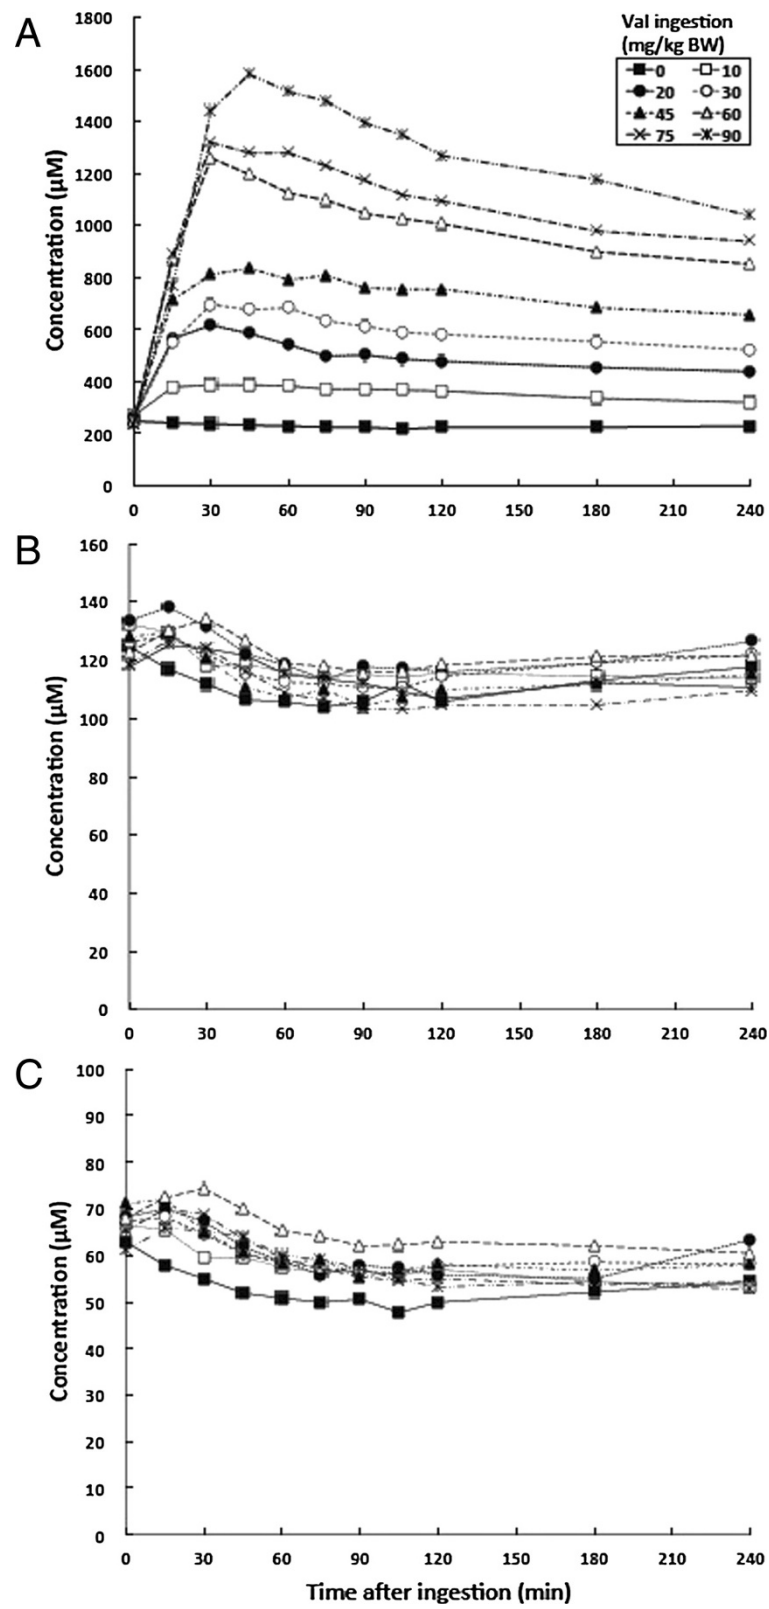 A
Val ingestion
(mg/kg BW)
0 10
20 30
45 60
75 90
1800
1600
1400
1200
1000
800
600
400
200
0
Concentration (μM)
0 30 60 90 120 150 180 210 240
B
160
140
120
100
80
60
40
20
0
Concentration (μM)
0 30 60 90 120 150 180 210 240
C
100
90
80
70
60
50
40
30
20
10
0
Concentration (μM)
0 30 60 90 120 150 180 210 240
Time after ingestion (min)